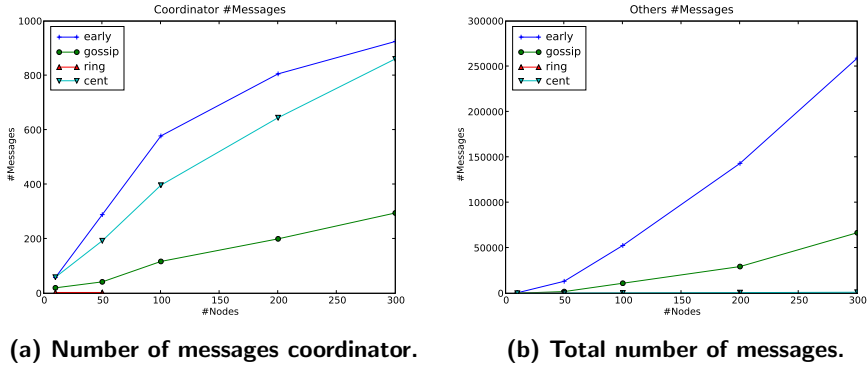 Coordinator #Messages
1000
800
600
400
200
0
#Messages
early
gossip
ring
cent
0
50
100
150
200
250
300
#Nodes
(a) Number of messages coordinator.
Others #Messages
300000
250000
200000
150000
100000
50000
0
#Messages
early
gossip
ring
cent
0
50
100
150
200
250
300
#Nodes
(b) Total number of messages.